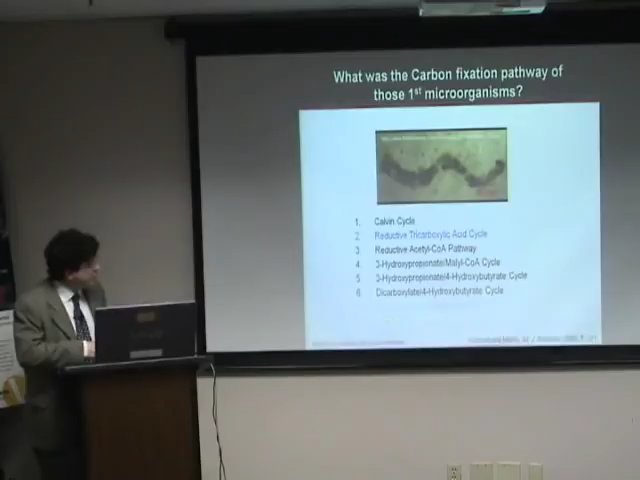 What was the Carbon fixation pathway of
those 1st microorganisms?
1. Calvin Cycle
2. Reductive Tricarboxylic Acid Cycle
3. Reductive Acetyl-CoA Pathway
4. 3-Hydroxypropionate/Malyl-CoA Cycle
5. 3-Hydroxypropionate/4-Hydroxybutyrate Cycle
6. Dicarboxylate/4-Hydroxybutyrate Cycle